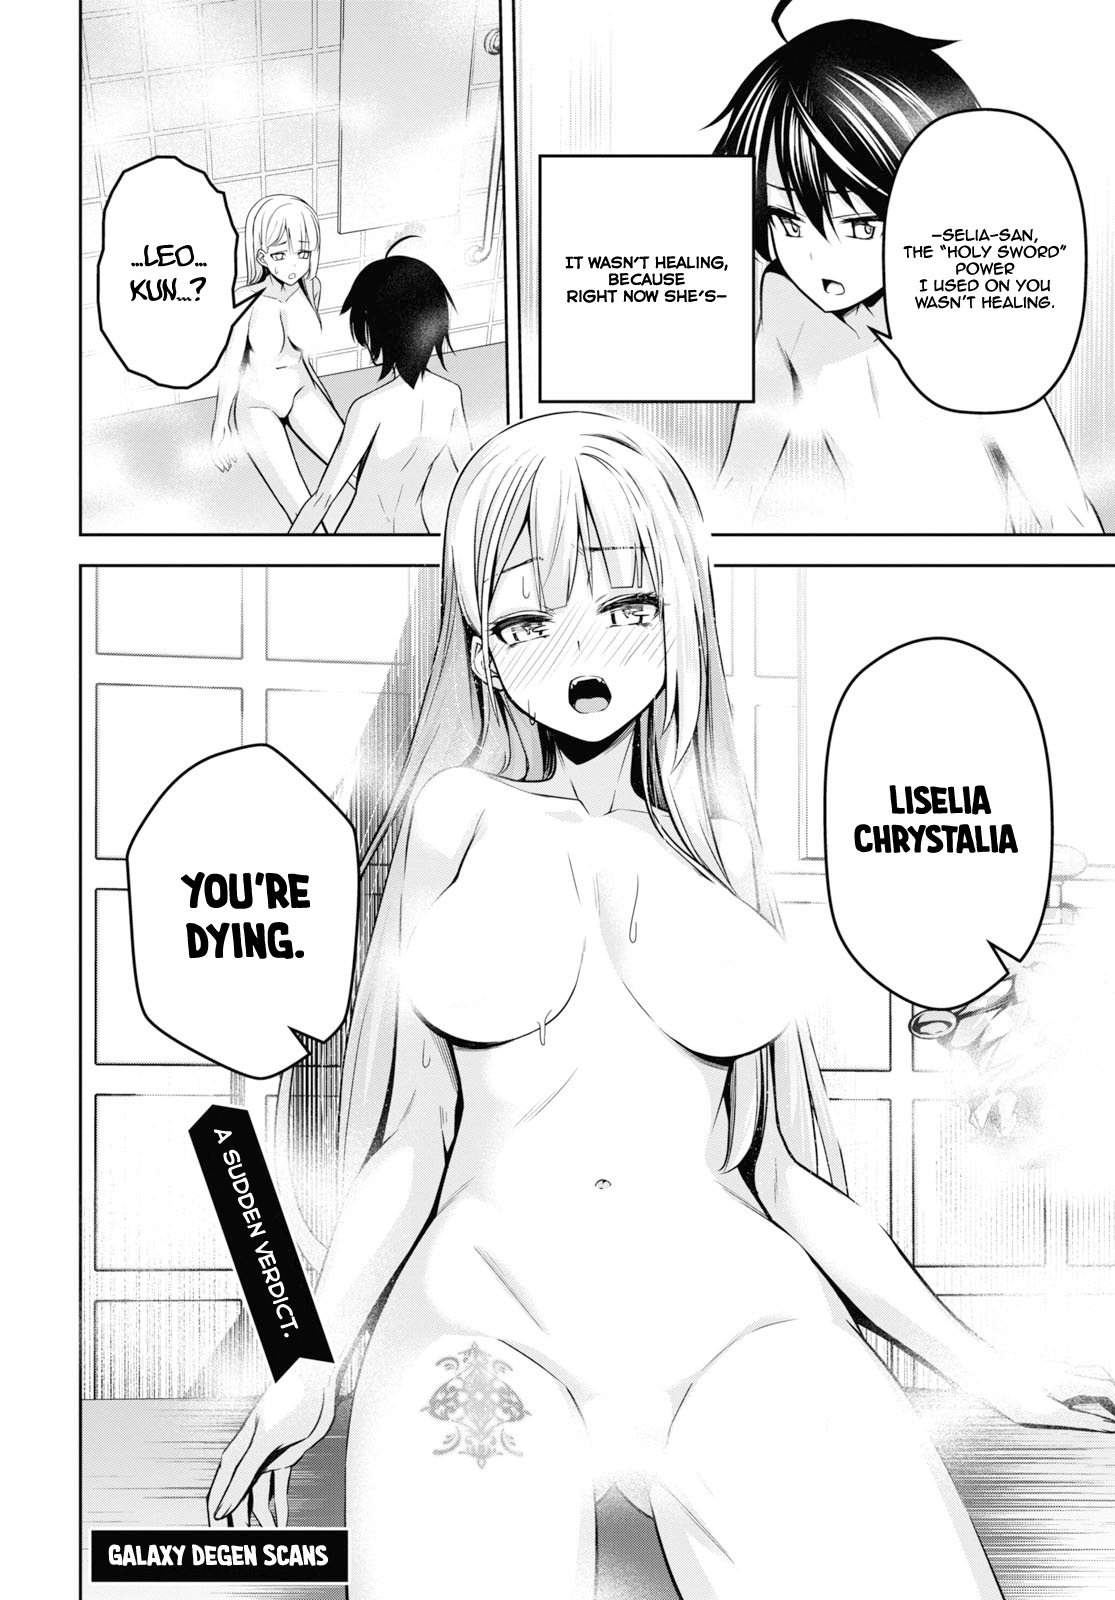 –SELIA-SAN,
THE "HOLY SWORD"
POWER
I USED ON YOU
WASN'T HEALING.
IT WASN'T HEALING,
BECAUSE
RIGHT NOW SHE'S–
...LEO...
KUN...?
LISELIA
CHRYSTALIA
YOU'RE
DYING.
A SUDDEN VERDICT.
GALAXY DEGEN SCANS